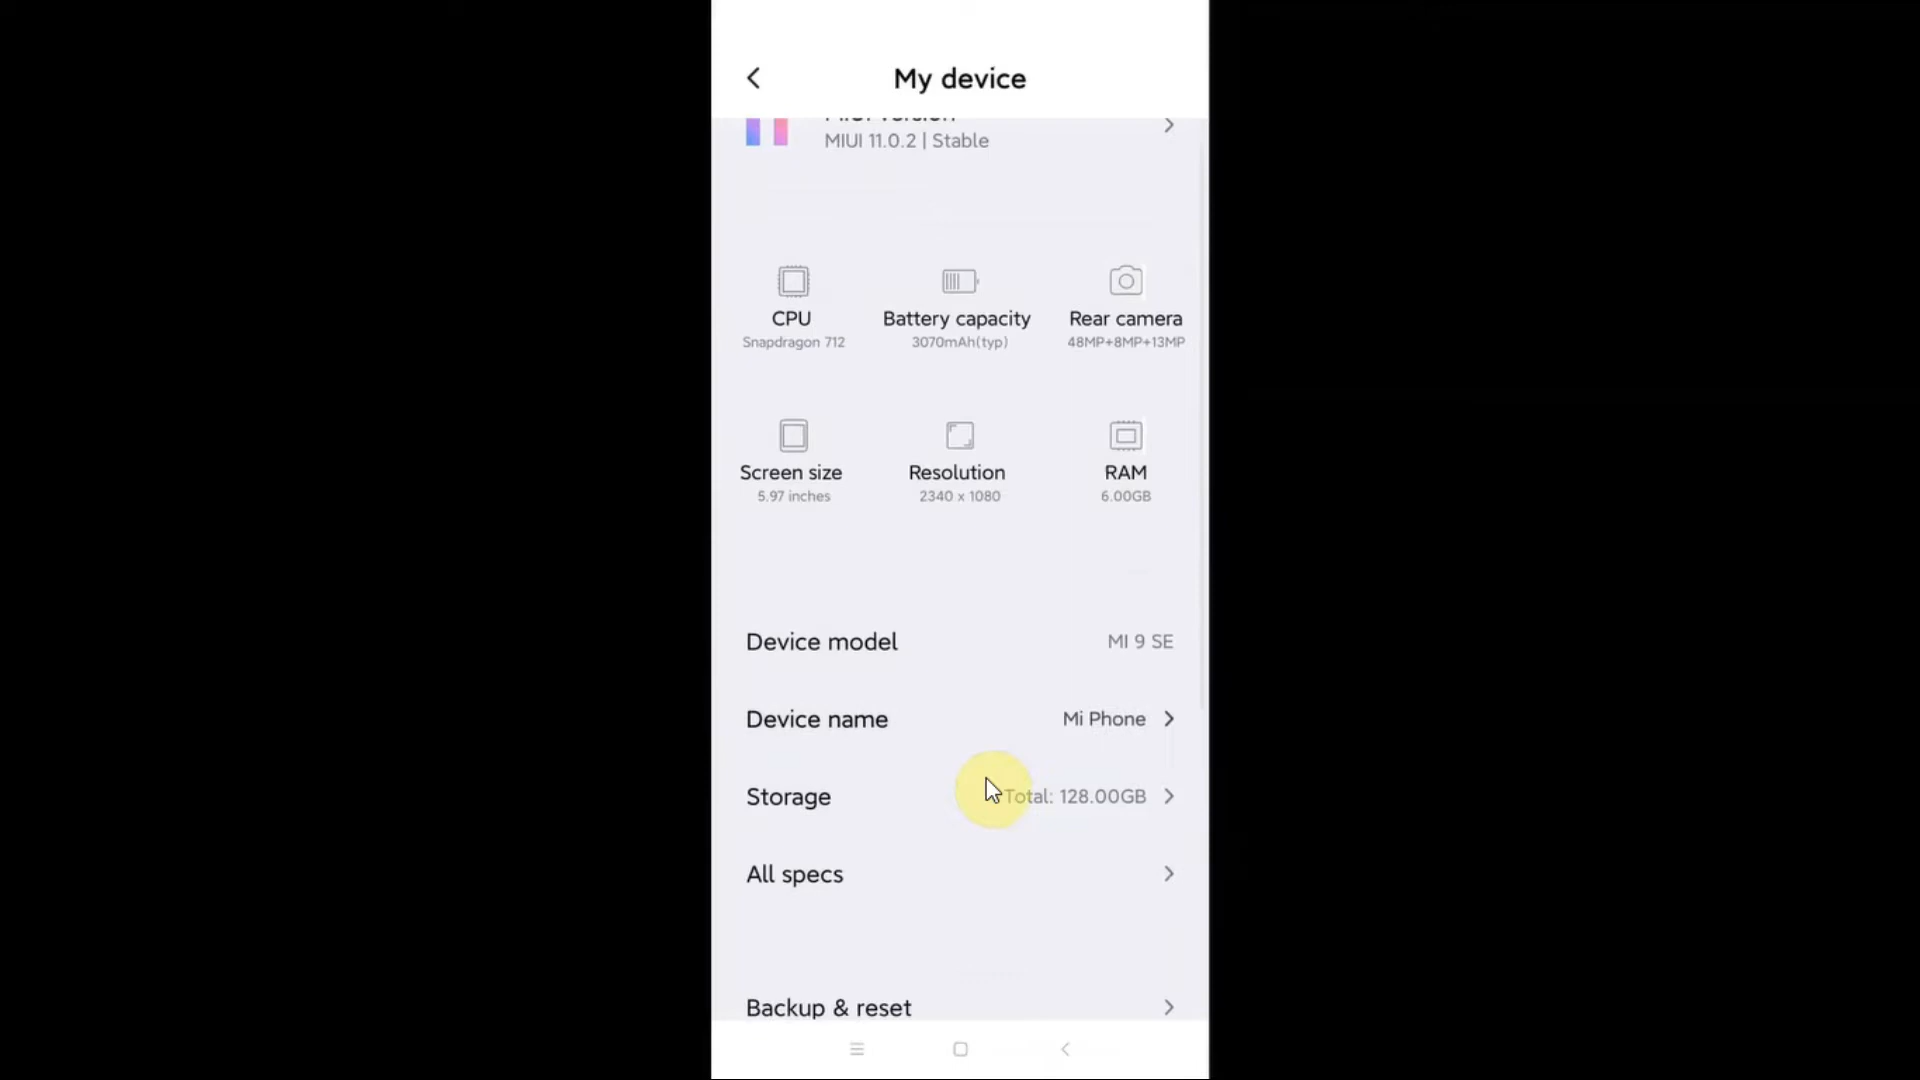 My device
MIUI version
MIUI 11.0.2 | Stable
CPU
Snapdragon 712
Battery capacity
3070mAh(typ)
Rear camera
48MP+8MP+13MP
Screen size
5.97 inches
Resolution
2340 x 1080
RAM
6.00GB
Device model
MI 9 SE
Device name
Mi Phone
Storage
Total: 128.00GB
All specs
Backup & reset